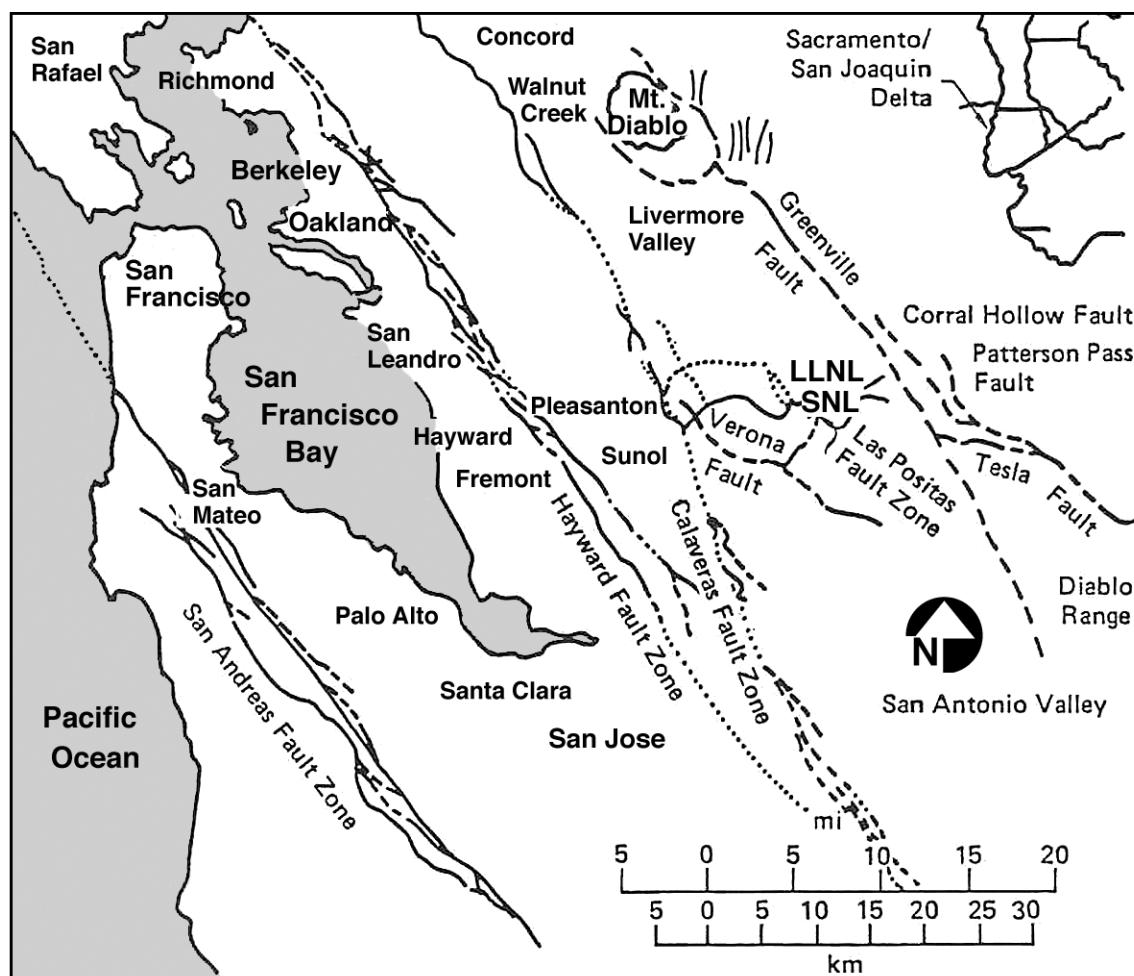 San
Rafael
Richmond
Concord
Walnut
Creek
Mt.
Diablo
Sacramento/
San Joaquin
Delta
Berkeley
Oakland
Livermore
Valley
Greenville
Fault
San
Francisco
San
Leandro
Corral Hollow Fault
Patterson Pass
Fault
LLNL
SNL
San
Francisco
Bay
Pleasanton
Hayward
Verona
Fault
Las Positas
Fault Zone
Tesla
Fault
Sunol
Fremont
San
Mateo
Hayward Fault Zone
Calaveras Fault Zone
Diablo
Range
Palo Alto
San Andreas Fault Zone
N
Santa Clara
San Antonio Valley
Pacific
Ocean
San Jose
mi
5 0 5 10 15 20
5 0 5 10 15 20 25 30
km